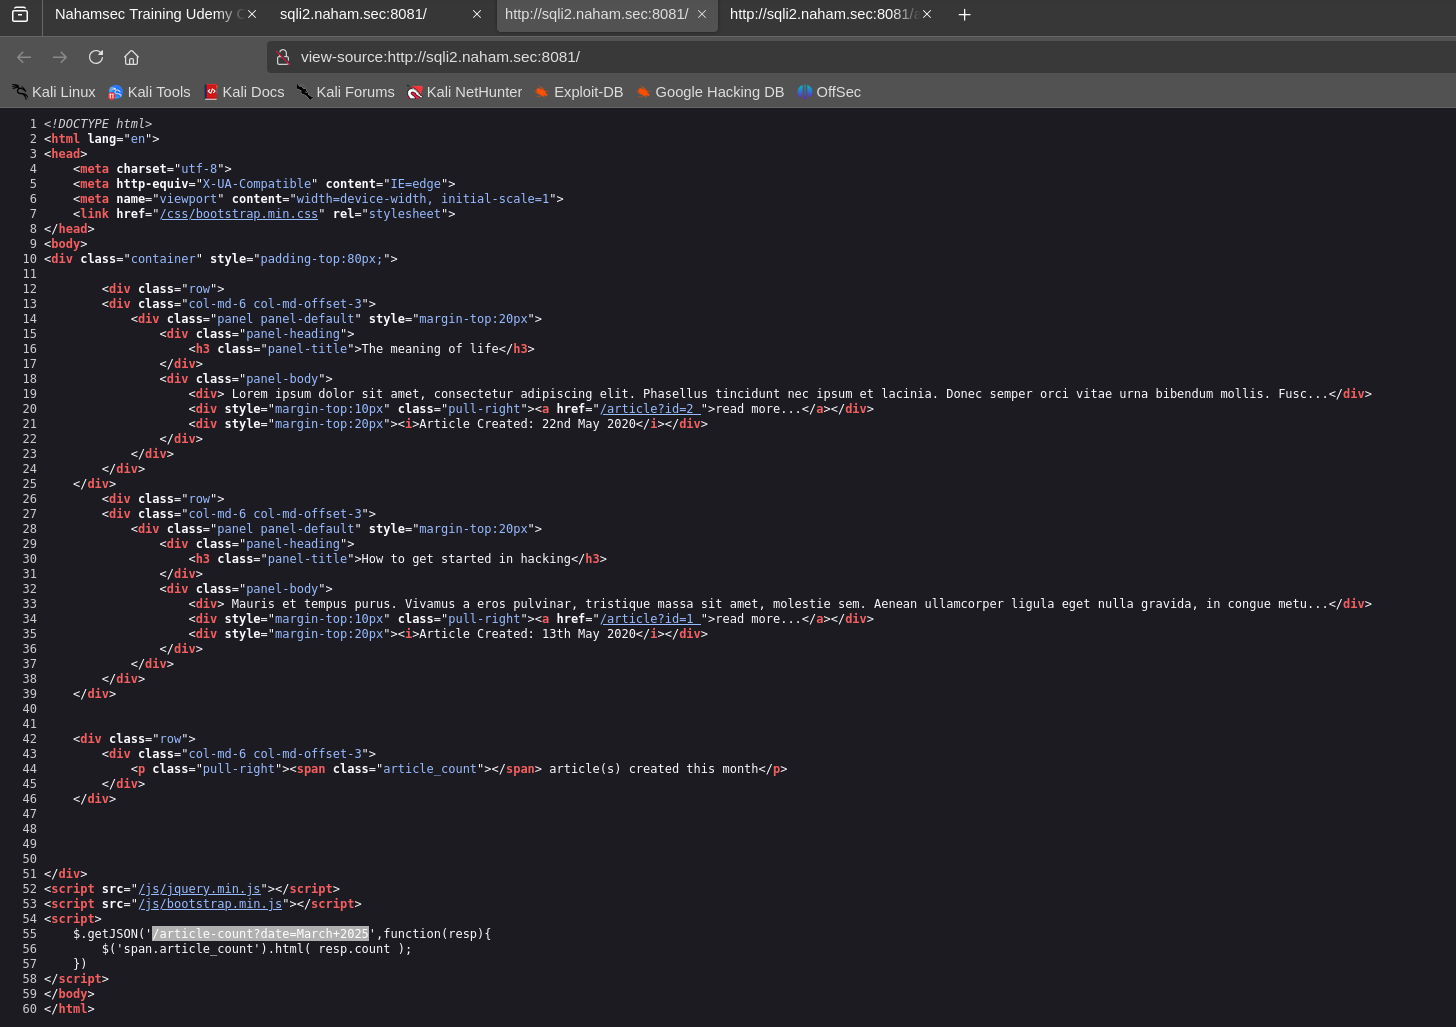 Nahamsec Training Udemy C
sqli2.naham.sec:8081/
http://sqli2.naham.sec:8081/
http://sqli2.naham.sec:8081/a
view-source:http://sqli2.naham.sec:8081/
Kali Linux Kali Tools Kali Docs Kali Forums Kali NetHunter Exploit-DB Google Hacking DB OffSec
1 <!DOCTYPE html>
2 <html lang="en">
3 <head>
4     <meta charset="utf-8">
5     <meta http-equiv="X-UA-Compatible" content="IE=edge">
6     <meta name="viewport" content="width=device-width, initial-scale=1">
7     <link href="/css/bootstrap.min.css" rel="stylesheet">
8 </head>
9 <body>
10 <div class="container" style="padding-top:80px;">
11
12         <div class="row">
13         <div class="col-md-6 col-md-offset-3">
14             <div class="panel panel-default" style="margin-top:20px">
15                 <div class="panel-heading">
16                     <h3 class="panel-title">The meaning of life</h3>
17                 </div>
18                 <div class="panel-body">
19                     <div> Lorem ipsum dolor sit amet, consectetur adipiscing elit. Phasellus tincidunt nec ipsum et lacinia. Donec semper orci vitae urna bibendum mollis. Fusc...</div>
20                     <div style="margin-top:10px" class="pull-right"><a href="/article?id=2 ">read more...</a></div>
21                     <div style="margin-top:20px"><i>Article Created: 22nd May 2020</i></div>
22                 </div>
23             </div>
24         </div>
25     </div>
26         <div class="row">
27         <div class="col-md-6 col-md-offset-3">
28             <div class="panel panel-default" style="margin-top:20px">
29                 <div class="panel-heading">
30                     <h3 class="panel-title">How to get started in hacking</h3>
31                 </div>
32                 <div class="panel-body">
33                     <div> Mauris et tempus purus. Vivamus a eros pulvinar, tristique massa sit amet, molestie sem. Aenean ullamcorper ligula eget nulla gravida, in congue metu...</div>
34                     <div style="margin-top:10px" class="pull-right"><a href="/article?id=1 ">read more...</a></div>
35                     <div style="margin-top:20px"><i>Article Created: 13th May 2020</i></div>
36                 </div>
37             </div>
38         </div>
39     </div>
40
41
42     <div class="row">
43         <div class="col-md-6 col-md-offset-3">
44             <p class="pull-right"><span class="article_count"></span> article(s) created this month</p>
45         </div>
46     </div>
47
48
49
50
51 </div>
52 <script src="/js/jquery.min.js"></script>
53 <script src="/js/bootstrap.min.js"></script>
54 <script>
55     $.getJSON('/article-count?date=March+2025',function(resp){
56         $('span.article_count').html( resp.count );
57     })
58 </script>
59 </body>
60 </html>